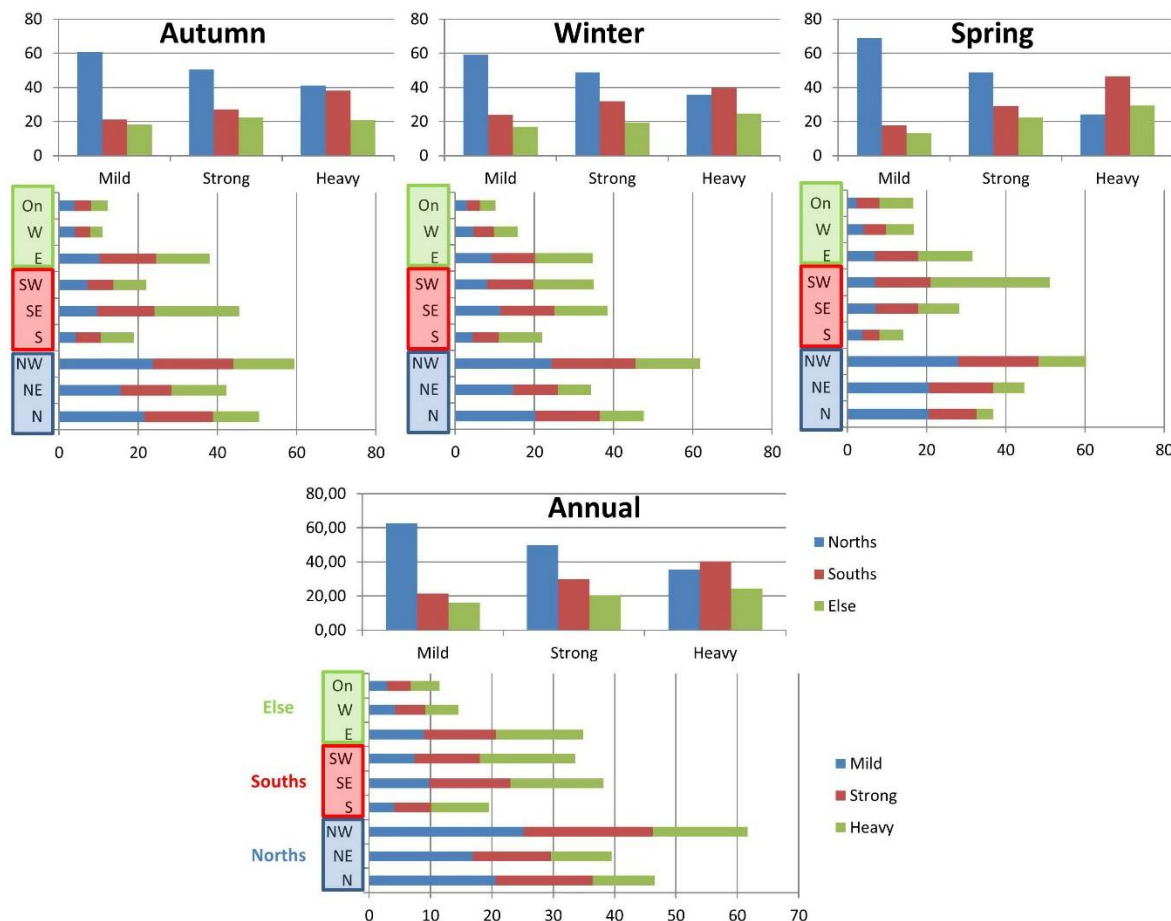 Autumn
80
60
40
20
0
Mild Strong Heavy
On
W
E
SW
SE
S
NW
NE
N
0 20 40 60 80
Winter
80
60
40
20
0
Mild Strong Heavy
On
W
E
SW
SE
S
NW
NE
N
0 20 40 60 80
Spring
80
60
40
20
0
Mild Strong Heavy
On
W
E
SW
SE
S
NW
NE
N
0 20 40 60 80
Annual
80,00
60,00
40,00
20,00
0,00
Mild Strong Heavy
Norths
Souths
Else
Else
Souths
Norths
On
W
E
SW
SE
S
NW
NE
N
0 10 20 30 40 50 60 70
Mild
Strong
Heavy